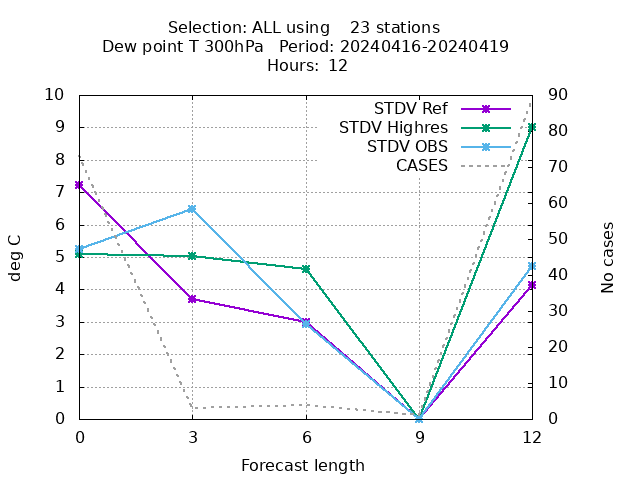 Selection: ALL using    23 stations
Dew point T 300hPa   Period: 20240416-20240419
Hours:  12
STDV Ref
STDV Highres
STDV OBS
CASES
10
9
8
7
6
5
4
3
2
1
0
90
80
70
60
50
40
30
20
10
0
deg C
No cases
0
3
6
9
12
Forecast length